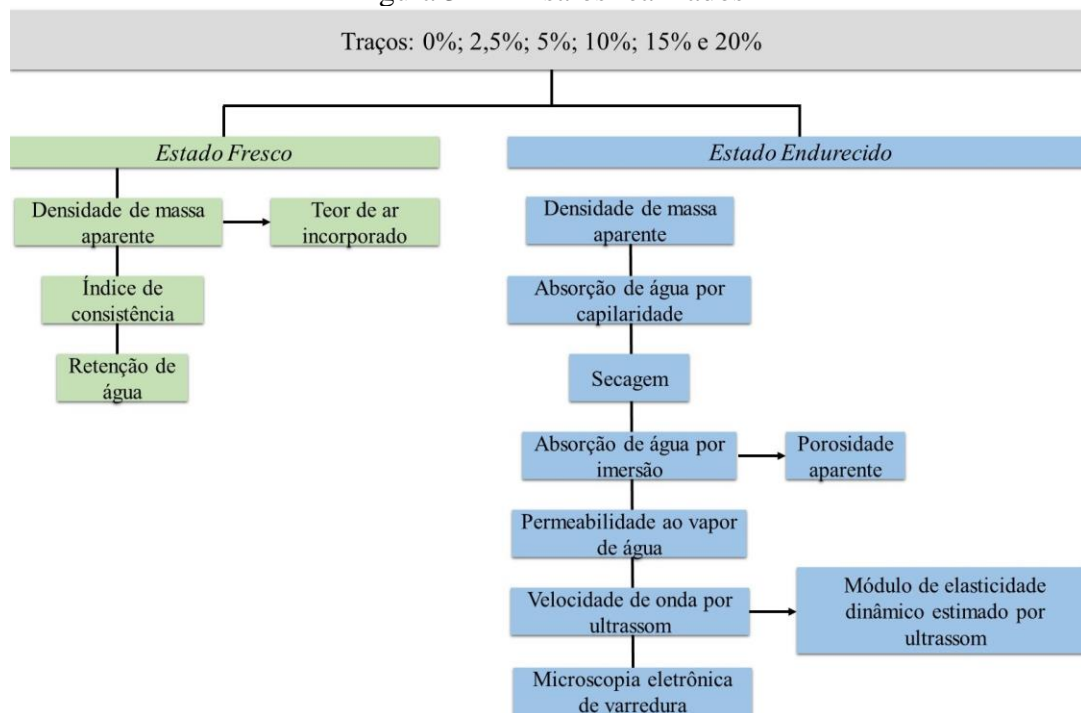 Traços: 0%; 2,5%; 5%; 10%; 15% e 20%
Estado Fresco
Densidade de massa
aparente
Teor de ar
incorporado
Índice de
consistência
Retenção de
água
Estado Endurecido
Densidade de massa
aparente
Absorção de água por
capilaridade
Secagem
Absorção de água por
imersão
Porosidade
aparente
Permeabilidade ao vapor
de água
Velocidade de onda por
ultrassom
Módulo de elasticidade
dinâmico estimado por
ultrassom
Microscopia eletrônica
de varredura